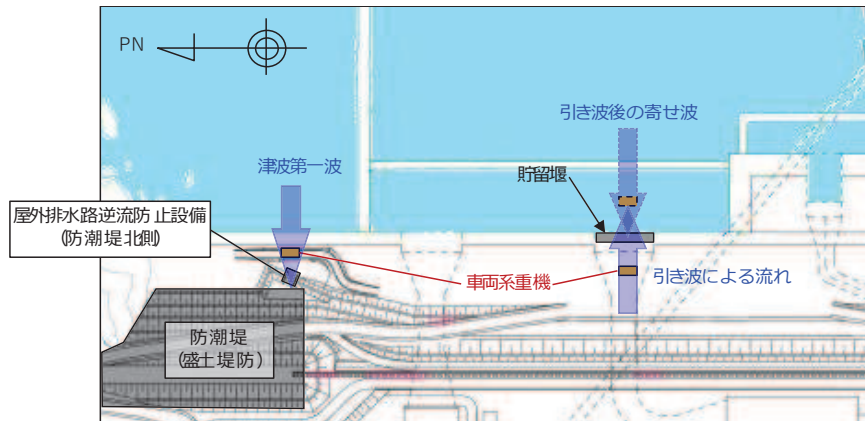 PN
引き波後の寄せ波
津波第一波
貯留堰
屋外排水路逆流防止設備
(防潮堤北側)
車両系重機
引き波による流れ
防潮堤
(盛土堤防)